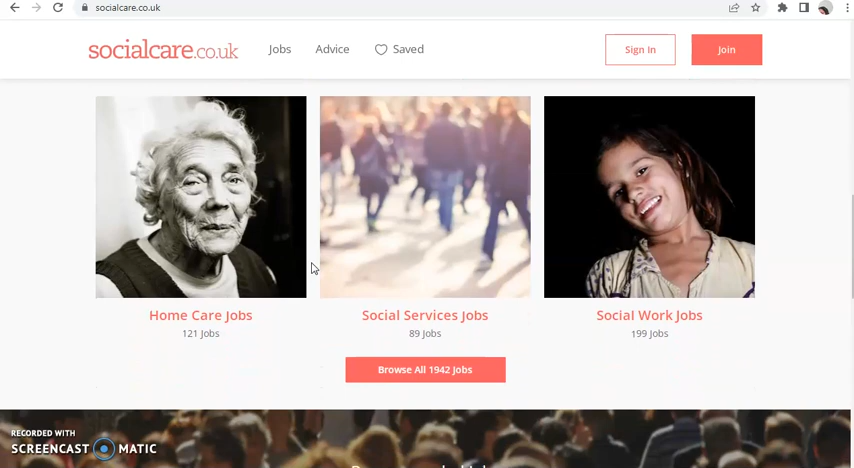 socialcare.co.uk
socialcare.co.uk
Jobs
Advice
Saved
Sign In
Join
Home Care Jobs
Social Services Jobs
Social Work Jobs
121 Jobs
89 Jobs
199 Jobs
Browse All 1942 Jobs
RECORDED WITH
SCREENCAST MATIC